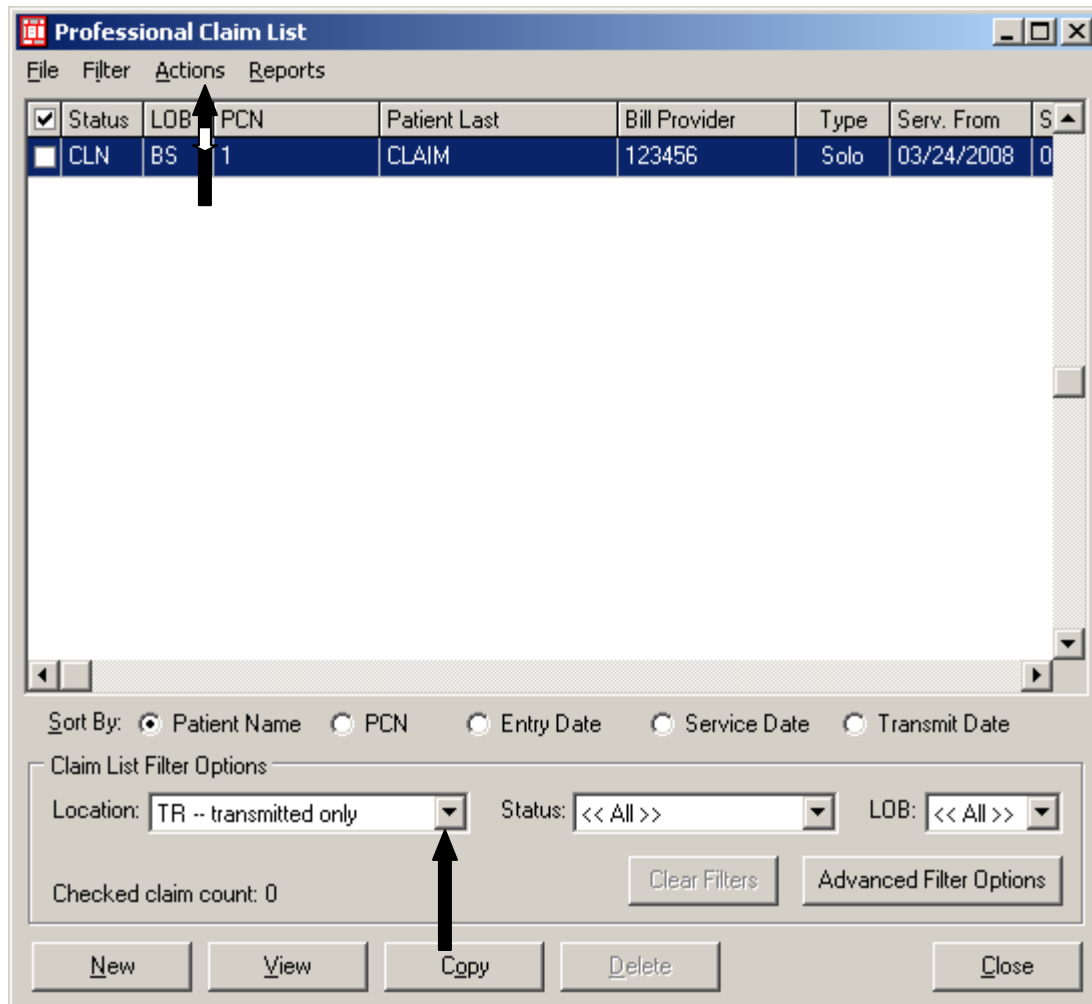 Professional Claim List
File Filter Actions Reports
Status LOB PCN Patient Last Bill Provider Type Serv. From S
CLN BS 1 CLAIM 123456 Solo 03/24/2008 0
Sort By: Patient Name PCN Entry Date Service Date Transmit Date
Claim List Filter Options
Location: TR -- transmitted only Status: << All >> LOB: << All >>
Checked claim count: 0 Clear Filters Advanced Filter Options
New View Copy Delete Close